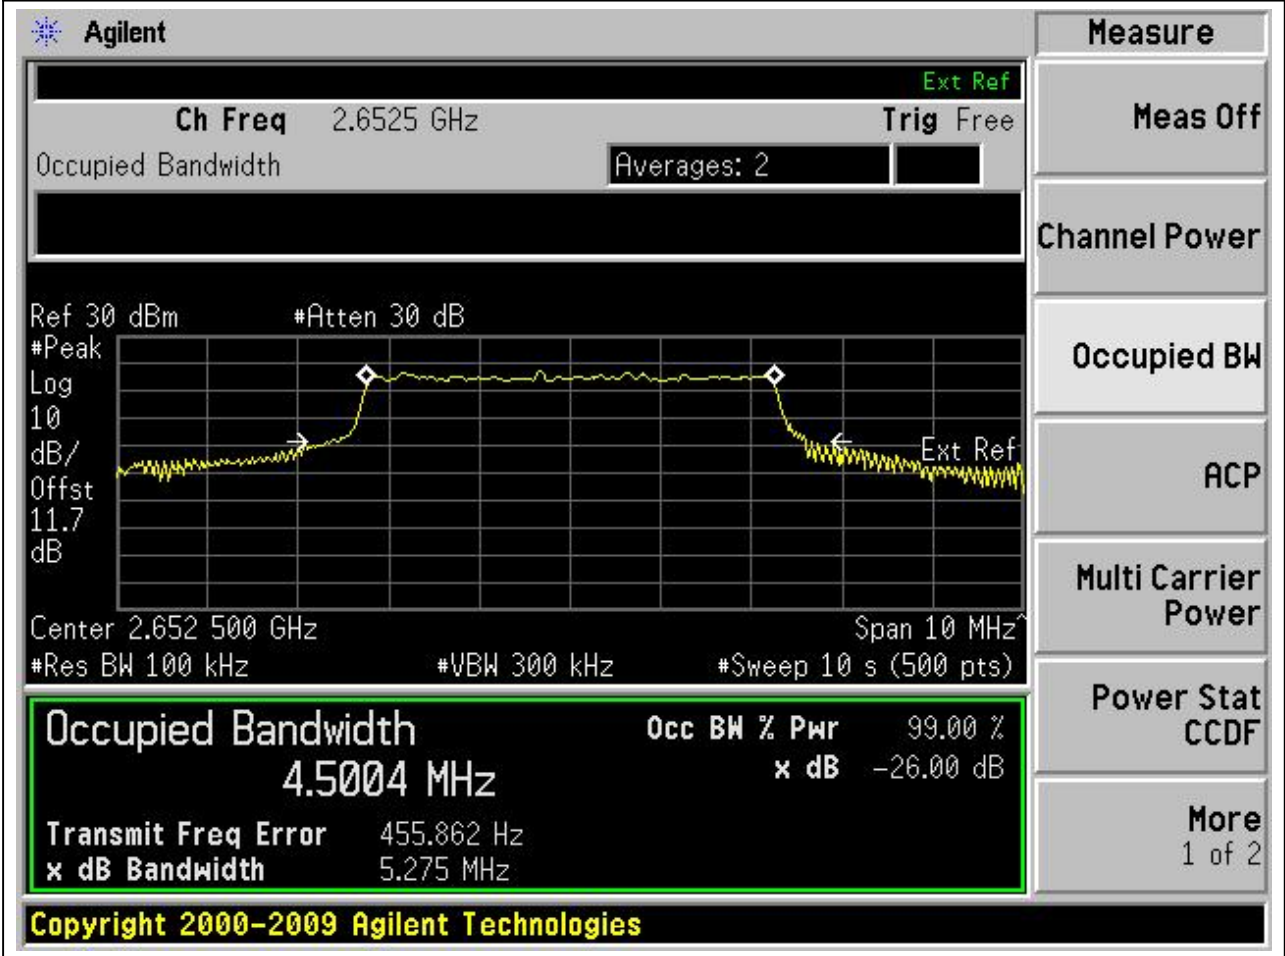 Agilent
Measure
Ext Ref
Ch Freq 2.6525 GHz Trig Free
Meas Off
Occupied Bandwidth Averages: 2
Channel Power
Ref 30 dBm #Atten 30 dB
#Peak
Log
10
dB/
Offst
11.7
dB
Ext Ref
Occupied BW
ACP
Center 2.652 500 GHz Span 10 MHz^
#Res BW 100 kHz #VBW 300 kHz #Sweep 10 s (500 pts)
Multi Carrier
Power
Occupied Bandwidth
4.5004 MHz
Occ BW % Pwr 99.00 %
x dB -26.00 dB
Transmit Freq Error 455.862 Hz
x dB Bandwidth 5.275 MHz
Power Stat
CCDF
More
1 of 2
Copyright 2000-2009 Agilent Technologies